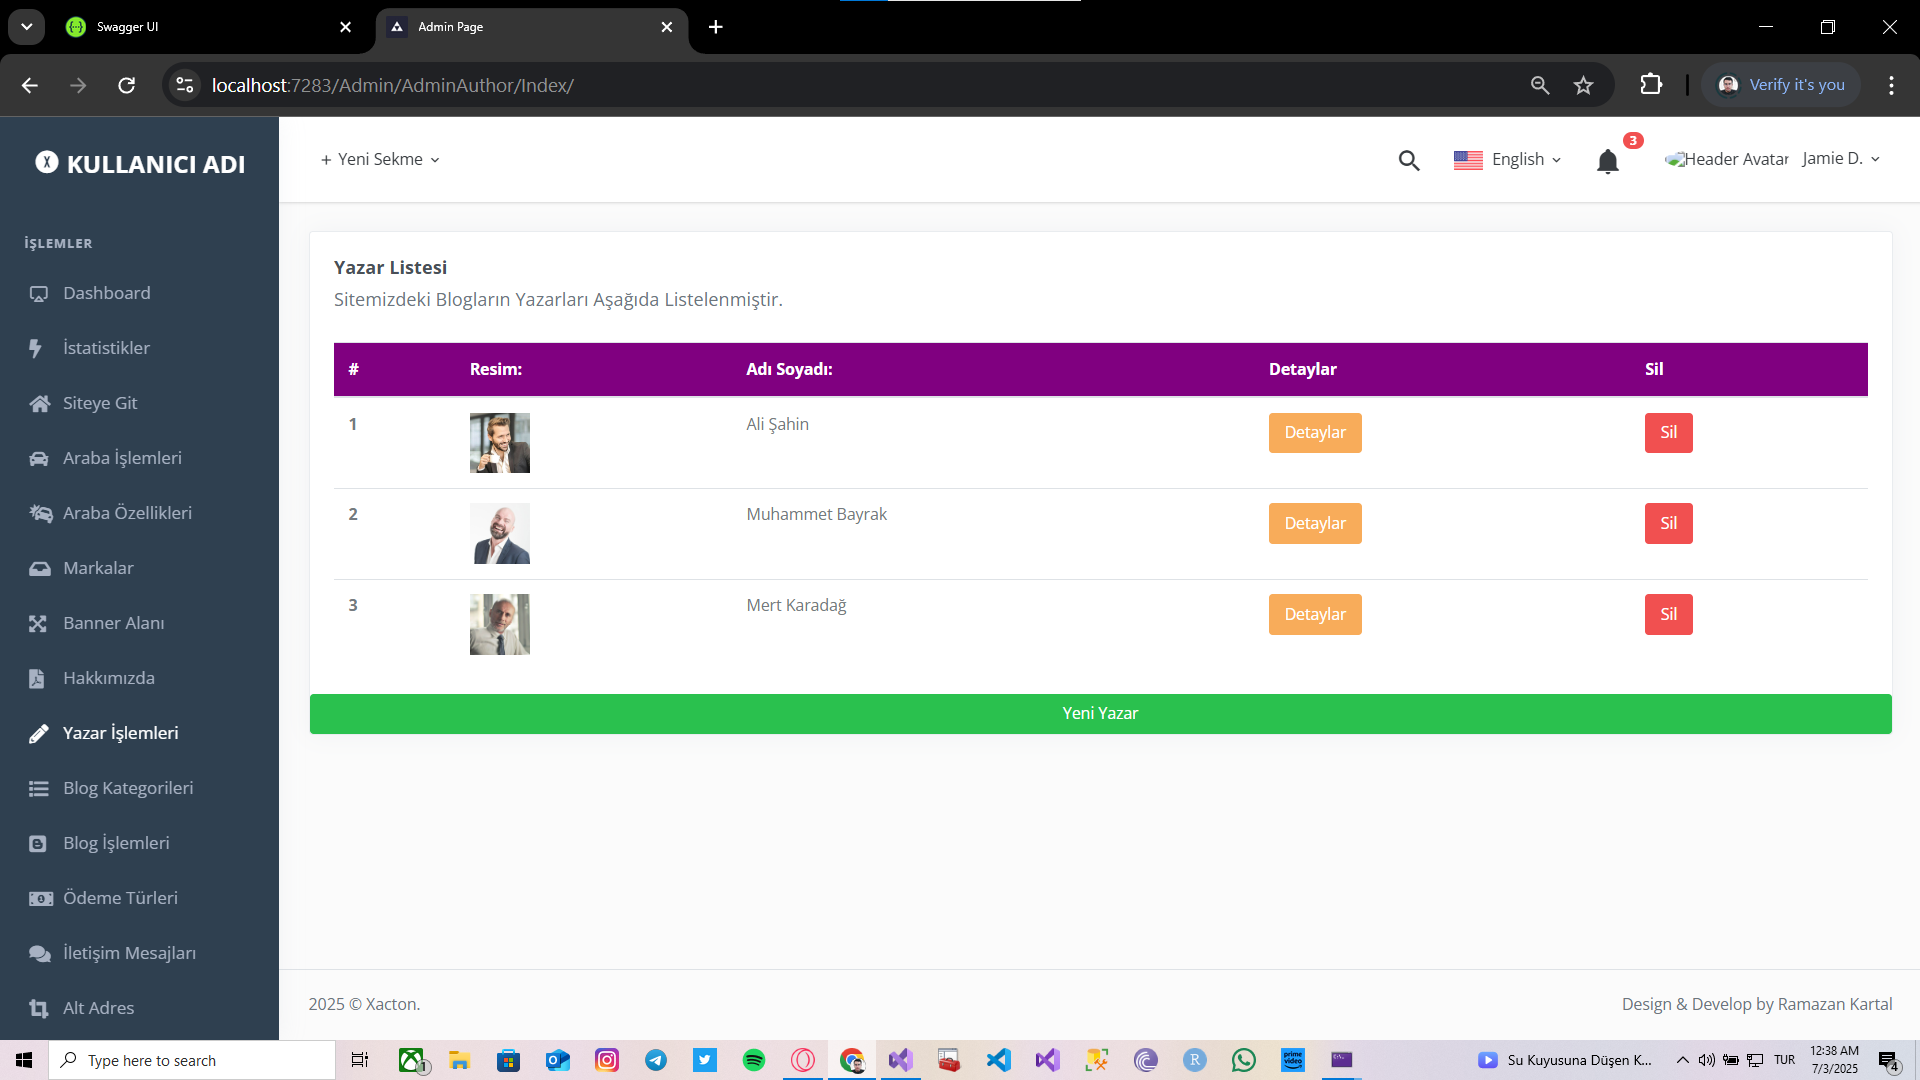 Swagger UI
Admin Page
localhost:7283/Admin/AdminAuthor/Index/
Verify it's you
X KULLANICI ADI
+ Yeni Sekme
English
3
Header Avatar
Jamie D.
İŞLEMLER
Dashboard
İstatistikler
Siteye Git
Araba İşlemleri
Araba Özellikleri
Markalar
Banner Alanı
Hakkımızda
Yazar İşlemleri
Blog Kategorileri
Blog İşlemleri
Ödeme Türleri
İletişim Mesajları
Alt Adres
Yazar Listesi
Sitemizdeki Blogların Yazarları Aşağıda Listelenmiştir.
# Resim: Adı Soyadı: Detaylar Sil
1 Ali Şahin Detaylar Sil
2 Muhammet Bayrak Detaylar Sil
3 Mert Karadağ Detaylar Sil
Yeni Yazar
2025 © Xacton.
Design & Develop by Ramazan Kartal
Type here to search
1
R
prime video
Su Kuyusuna Düşen K...
TUR
12:38 AM
7/3/2025
4